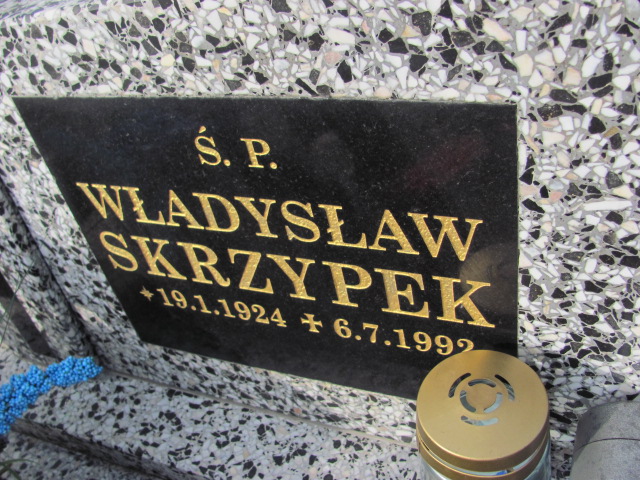 Ś. P.
WŁADYSŁAW
SKRZYPEK
* 19.1.1924 ✝ 6.7.1992